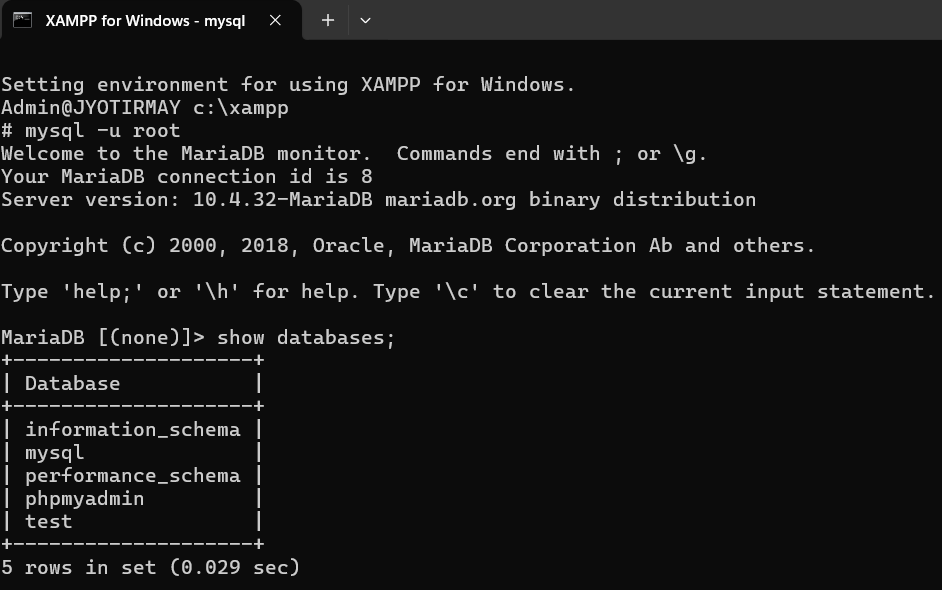 XAMPP for Windows - mysql
Setting environment for using XAMPP for Windows.
Admin@JYOTIRMAY c:\xampp
# mysql -u root
Welcome to the MariaDB monitor.  Commands end with ; or \g.
Your MariaDB connection id is 8
Server version: 10.4.32-MariaDB mariadb.org binary distribution
Copyright (c) 2000, 2018, Oracle, MariaDB Corporation Ab and others.
Type 'help;' or '\h' for help. Type '\c' to clear the current input statement.
MariaDB [(none)]> show databases;
+--------------------+
| Database           |
+--------------------+
| information_schema |
| mysql              |
| performance_schema |
| phpmyadmin         |
| test               |
+--------------------+
5 rows in set (0.029 sec)